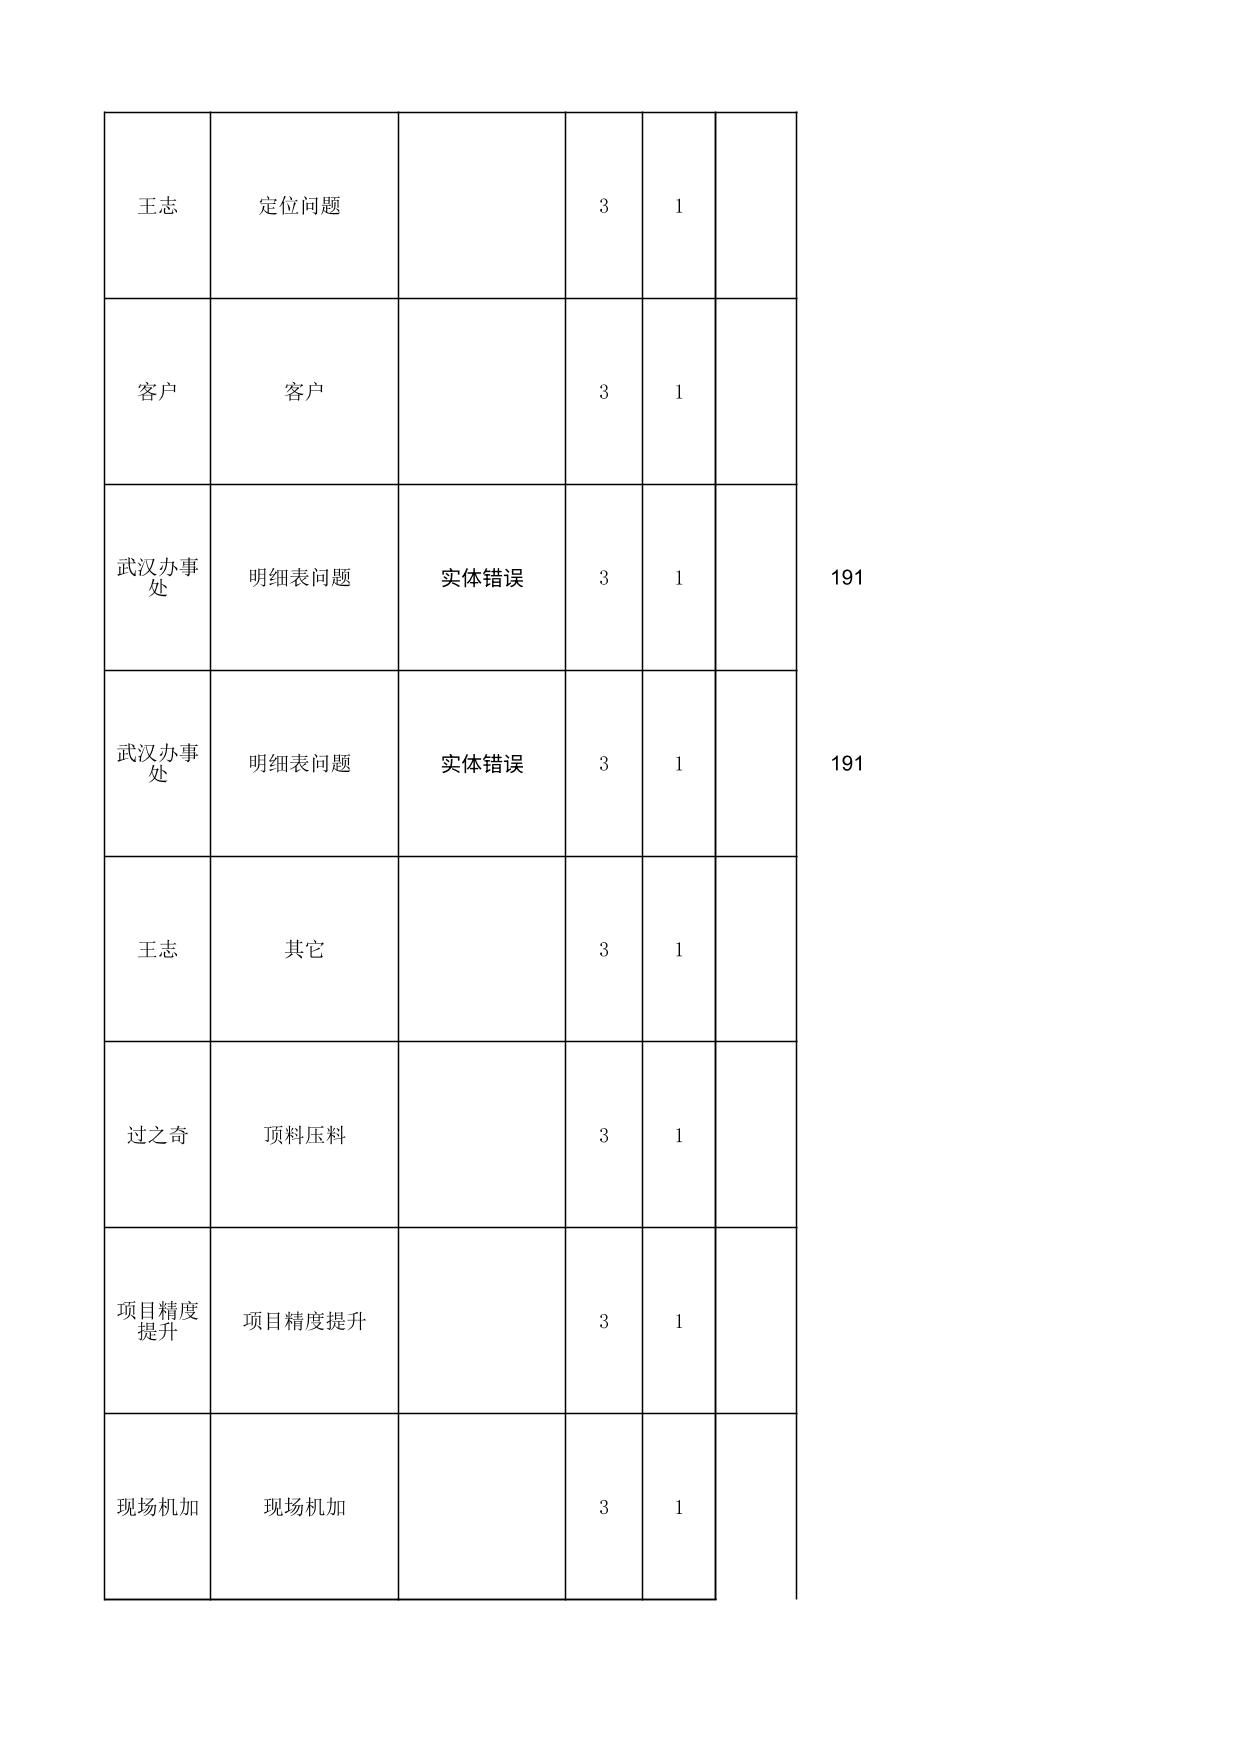 王志 定位问题 3 1
客户 客户 3 1
武汉办事
处 明细表问题 实体错误 3 1 191
武汉办事
处 明细表问题 实体错误 3 1 191
王志 其它 3 1
过之奇 顶料压料 3 1
项目精度
提升 项目精度提升 3 1
现场机加 现场机加 3 1